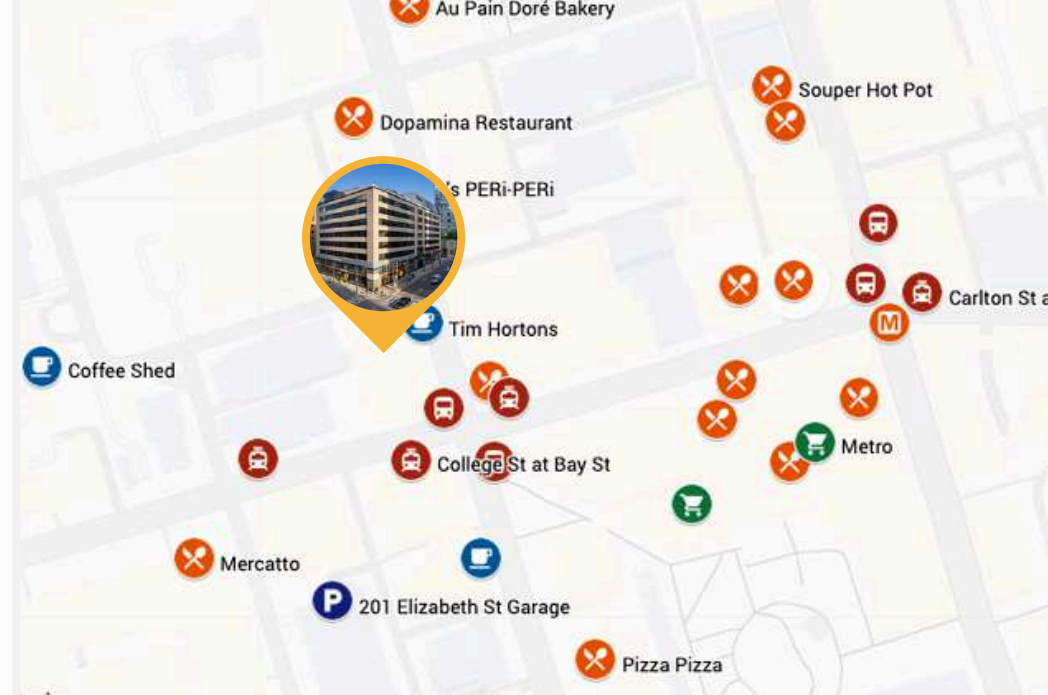 Au Pain Doré Bakery
Souper Hot Pot
Dopamina Restaurant
's PERi-PERi
Carlton St a
M
Tim Hortons
Coffee Shed
Metro
College St at Bay St
Mercatto
P
201 Elizabeth St Garage
Pizza Pizza